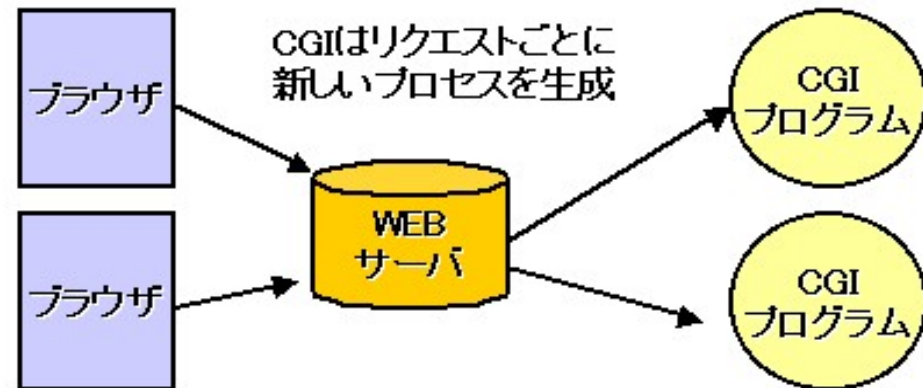 CGIはリクエストごとに
新しいプロセスを生成
ブラウザ
CGI
プログラム
WEB
サーバ
ブラウザ
CGI
プログラム